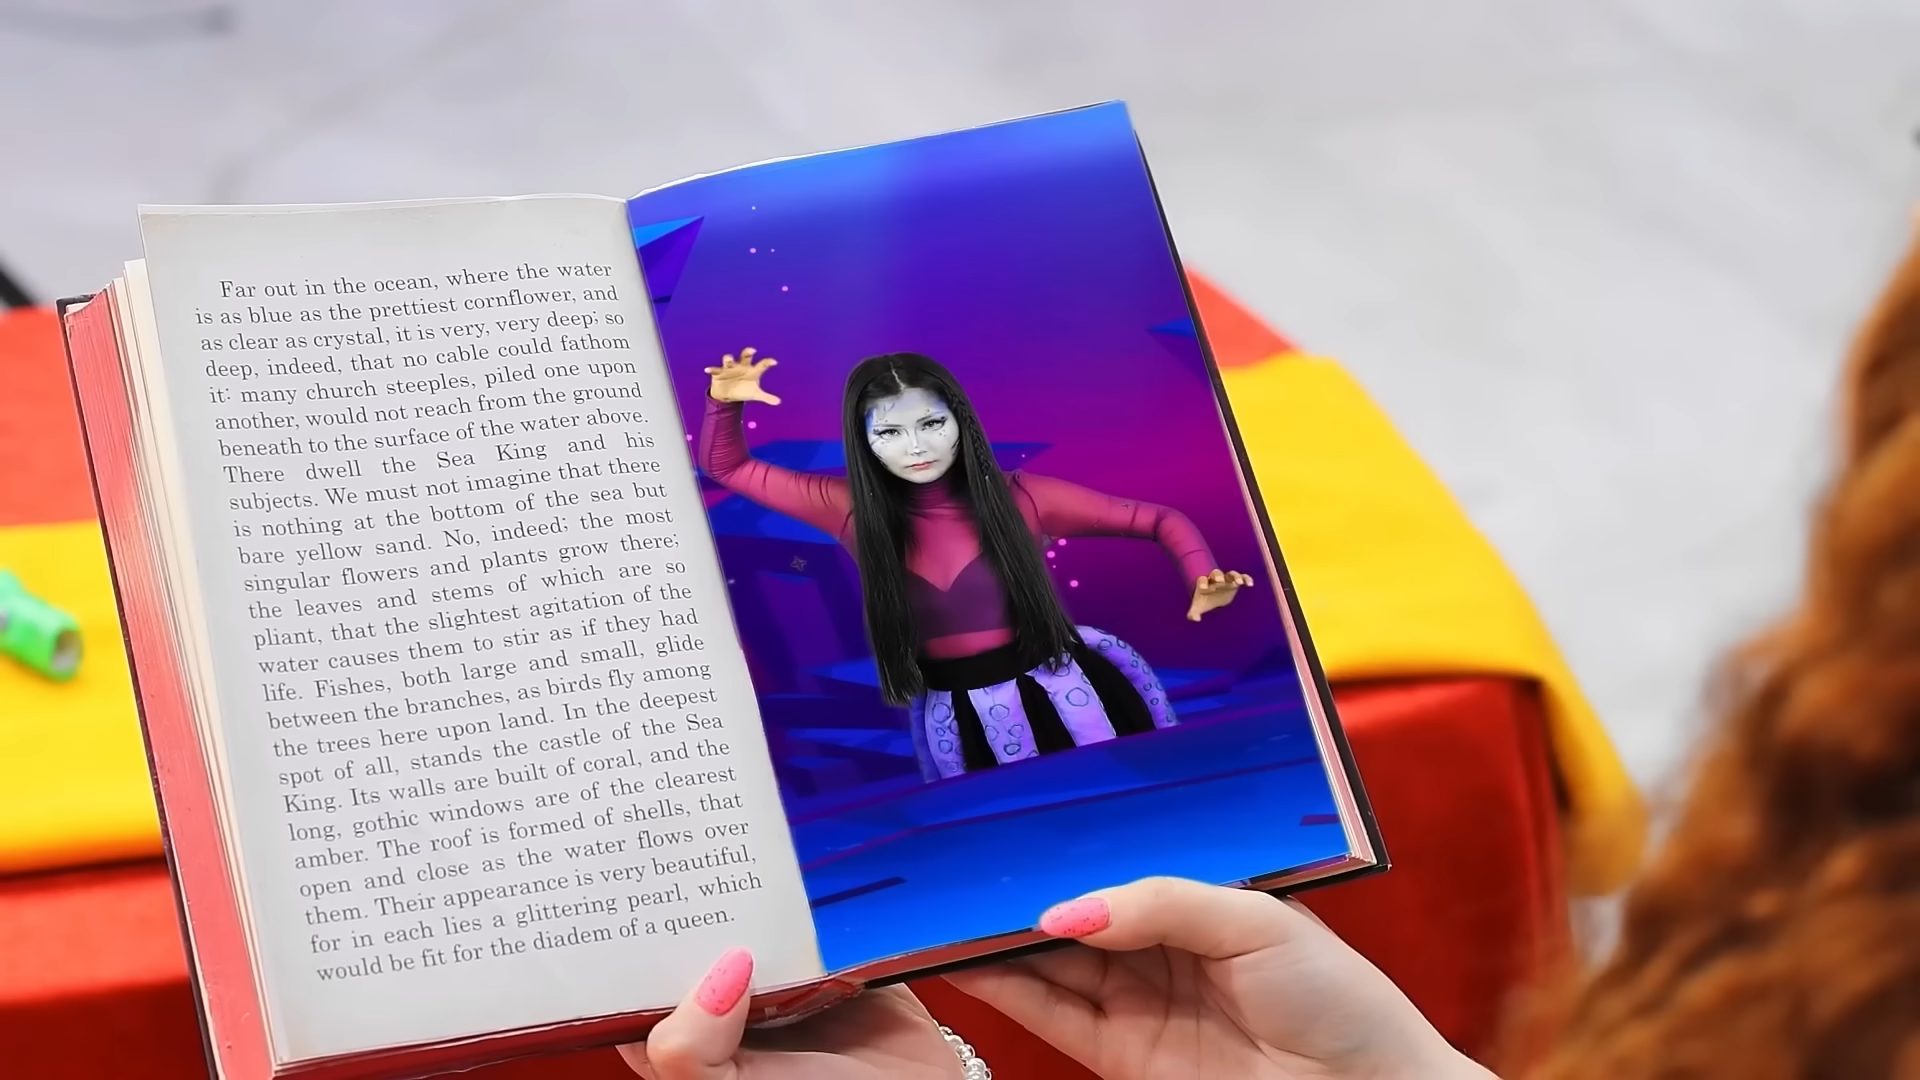 Far out in the ocean, where the water
is as blue as the prettiest cornflower, and
as clear as crystal, it is very, very deep; so
deep, indeed, that no cable could fathom
it: many church steeples, piled one upon
another, would not reach from the ground
beneath to the surface of the water above.
There dwell the Sea King and his
subjects. We must not imagine that there
is nothing at the bottom of the sea but
bare yellow sand. No, indeed; the most
singular flowers and plants grow there;
the leaves and stems of which are so
pliant, that the slightest agitation of the
water causes them to stir as if they had
life. Fishes, both large and small, glide
between the branches, as birds fly among
the trees here upon land. In the deepest
spot of all, stands the castle of the Sea
King. Its walls are built of coral, and the
long, gothic windows are of the clearest
amber. The roof is formed of shells, that
open and close as the water flows over
them. Their appearance is very beautiful,
for in each lies a glittering pearl, which
would be fit for the diadem of a queen.